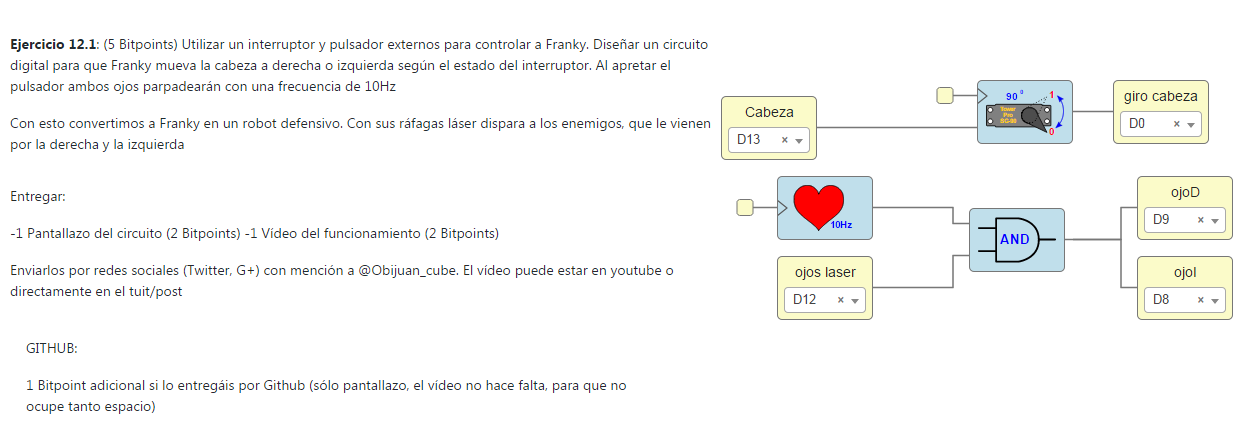 Ejercicio 12.1: (5 Bitpoints) Utilizar un interruptor y pulsador externos para controlar a Franky. Diseñar un circuito
digital para que Franky mueva la cabeza a derecha o izquierda según el estado del interruptor. Al apretar el
pulsador ambos ojos parpadearán con una frecuencia de 10Hz
Con esto convertimos a Franky en un robot defensivo. Con sus ráfagas láser dispara a los enemigos, que le vienen
por la derecha y la izquierda
Entregar:
-1 Pantallazo del circuito (2 Bitpoints) -1 Vídeo del funcionamiento (2 Bitpoints)
Enviarlos por redes sociales (Twitter, G+) con mención a @Obijuan_cube. El vídeo puede estar en youtube o
directamente en el tuit/post
GITHUB:
1 Bitpoint adicional si lo entregáis por Github (sólo pantallazo, el vídeo no hace falta, para que no
ocupe tanto espacio)
Cabeza
D13 ×
90 º
1
Tower
Pro
SG-90
0
giro cabeza
D0 ×
10Hz
ojos laser
D12 ×
AND
ojoD
D9 ×
ojoI
D8 ×